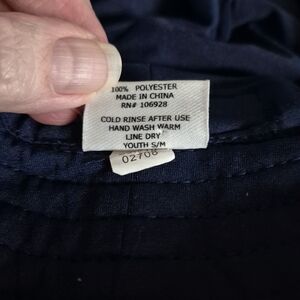 100% POLYESTER
MADE IN CHINA
RN# 106928
COLD RINSE AFTER USE
HAND WASH WARM
LINE DRY
YOUTH S/M
02708